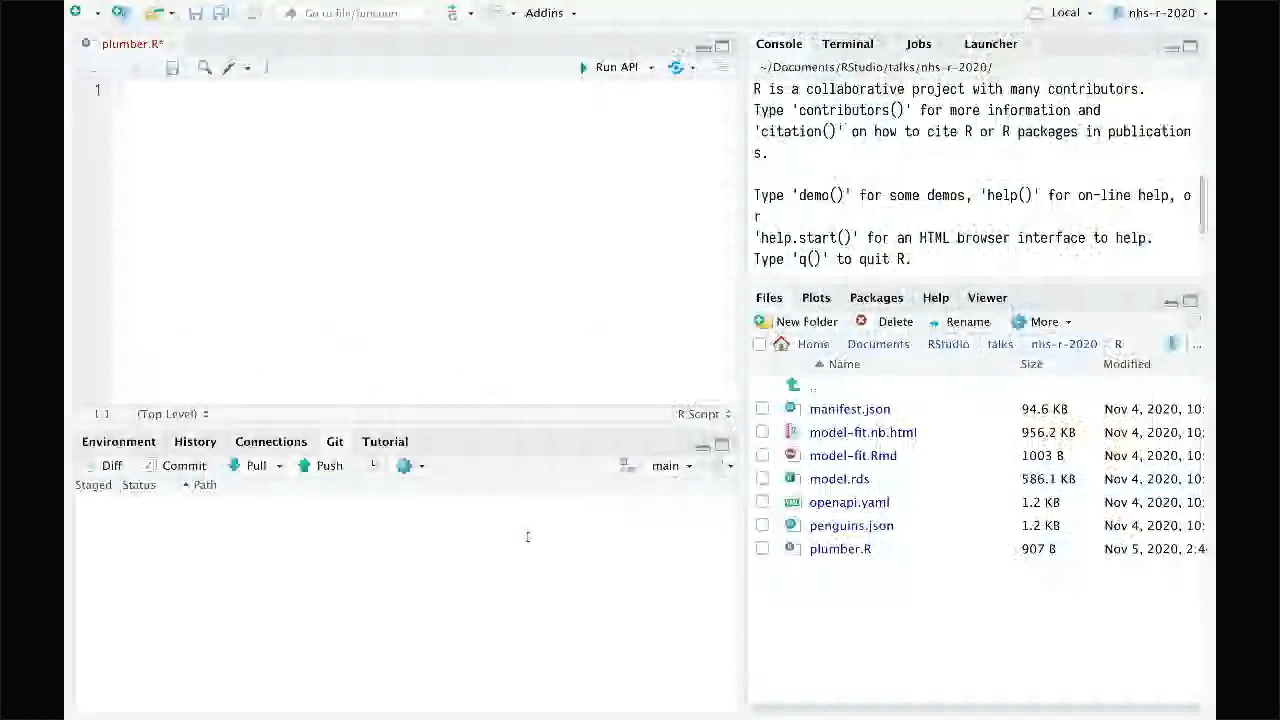 Go to file/function
Addins
Local
nhs-r-2020
plumber.R*
Run API
1
1:1
(Top Level)
R Script
Environment
History
Connections
Git
Tutorial
Diff
Commit
Pull
Push
main
Staged
Status
Path
Console
Terminal
Jobs
Launcher
~/Documents/RStudio/talks/nhs-r-2020/
R is a collaborative project with many contributors.
Type 'contributors()' for more information and
'citation()' on how to cite R or R packages in publication
s.
Type 'demo()' for some demos, 'help()' for on-line help, o
r
'help.start()' for an HTML browser interface to help.
Type 'q()' to quit R.
Files
Plots
Packages
Help
Viewer
New Folder
Delete
Rename
More
Home
Documents
RStudio
talks
nhs-r-2020
R
...
Name
Size
Modified
..
manifest.json 94.6 KB Nov 4, 2020, 10:
model-fit.nb.html 956.2 KB Nov 4, 2020, 10:
model-fit.Rmd 1003 B Nov 4, 2020, 10:
model.rds 586.1 KB Nov 4, 2020, 10:
openapi.yaml 1.2 KB Nov 4, 2020, 10:
penguins.json 1.2 KB Nov 4, 2020, 10:
plumber.R 907 B Nov 5, 2020, 2:4